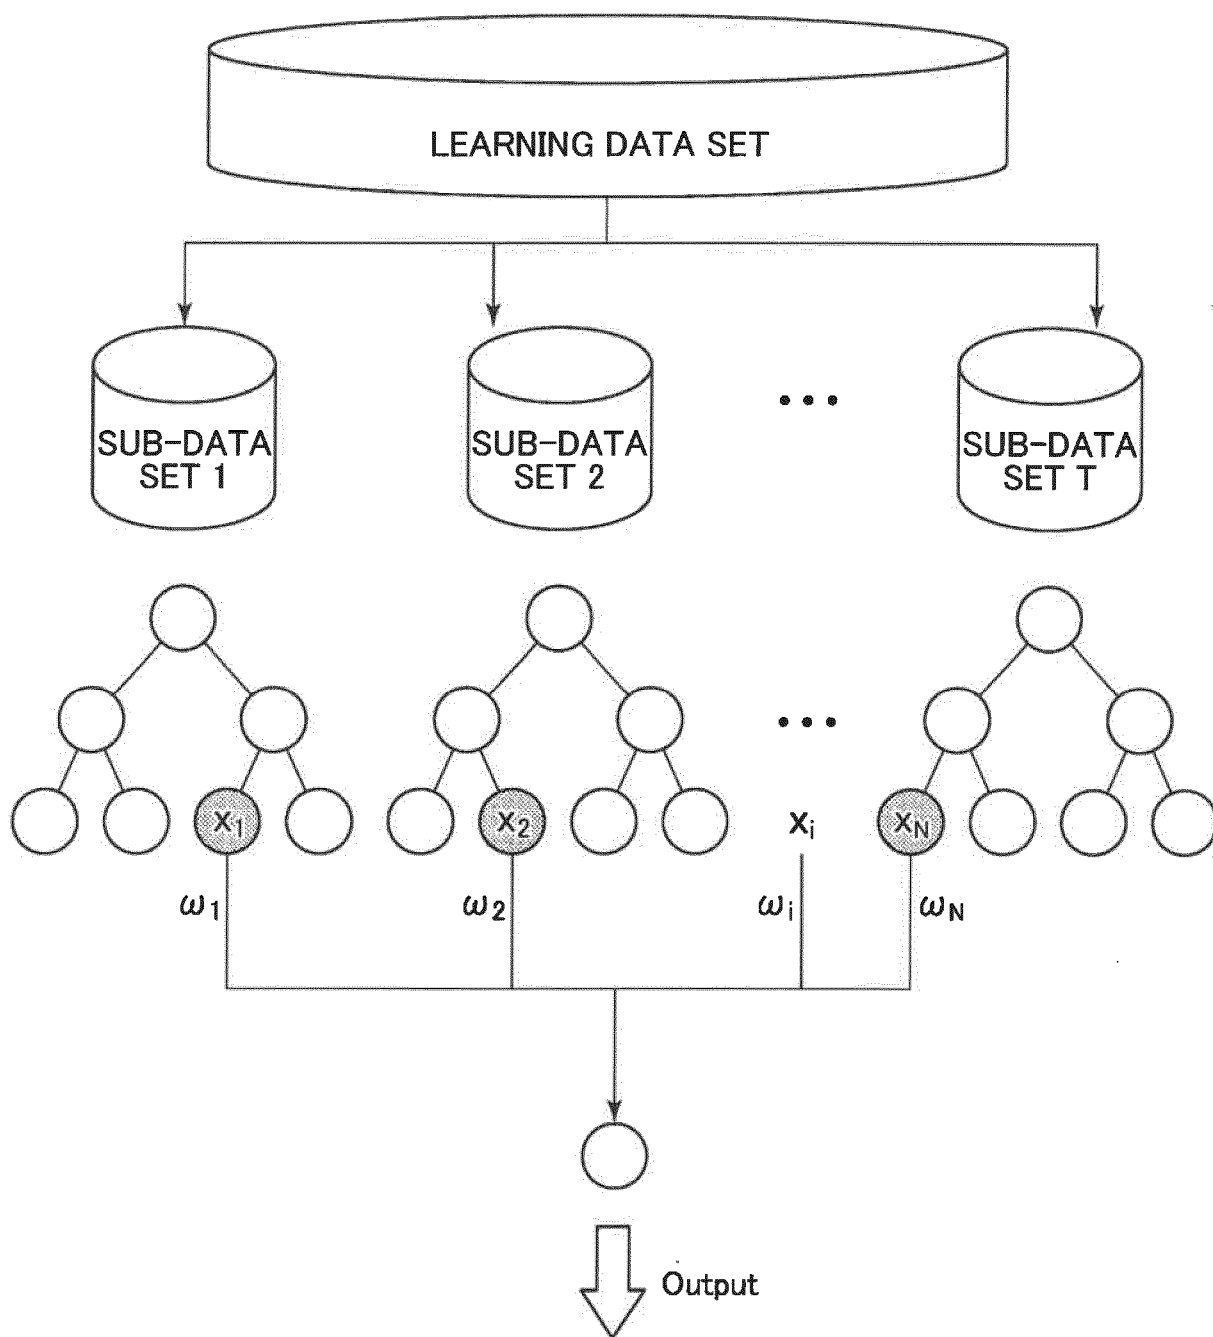 LEARNING DATA SET
SUB-DATA
SET 1
SUB-DATA
SET 2
...
SUB-DATA
SET T
...
x1
x2
xi
xN
ω1
ω2
ωi
ωN
Output